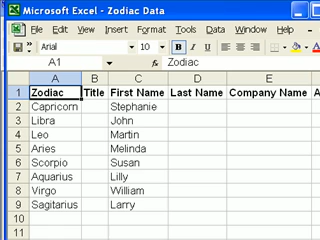 Microsoft Excel - Zodiac Data
File Edit View Insert Format Tools Data Window Help
Arial 10 B I U
A1 fx Zodiac
A B C D E
1 Zodiac Title First Name Last Name Company Name A
2 Capricorn Stephanie
3 Libra John
4 Leo Martin
5 Aries Melinda
6 Scorpio Susan
7 Aquarius Lilly
8 Virgo William
9 Sagitarius Larry
10
11